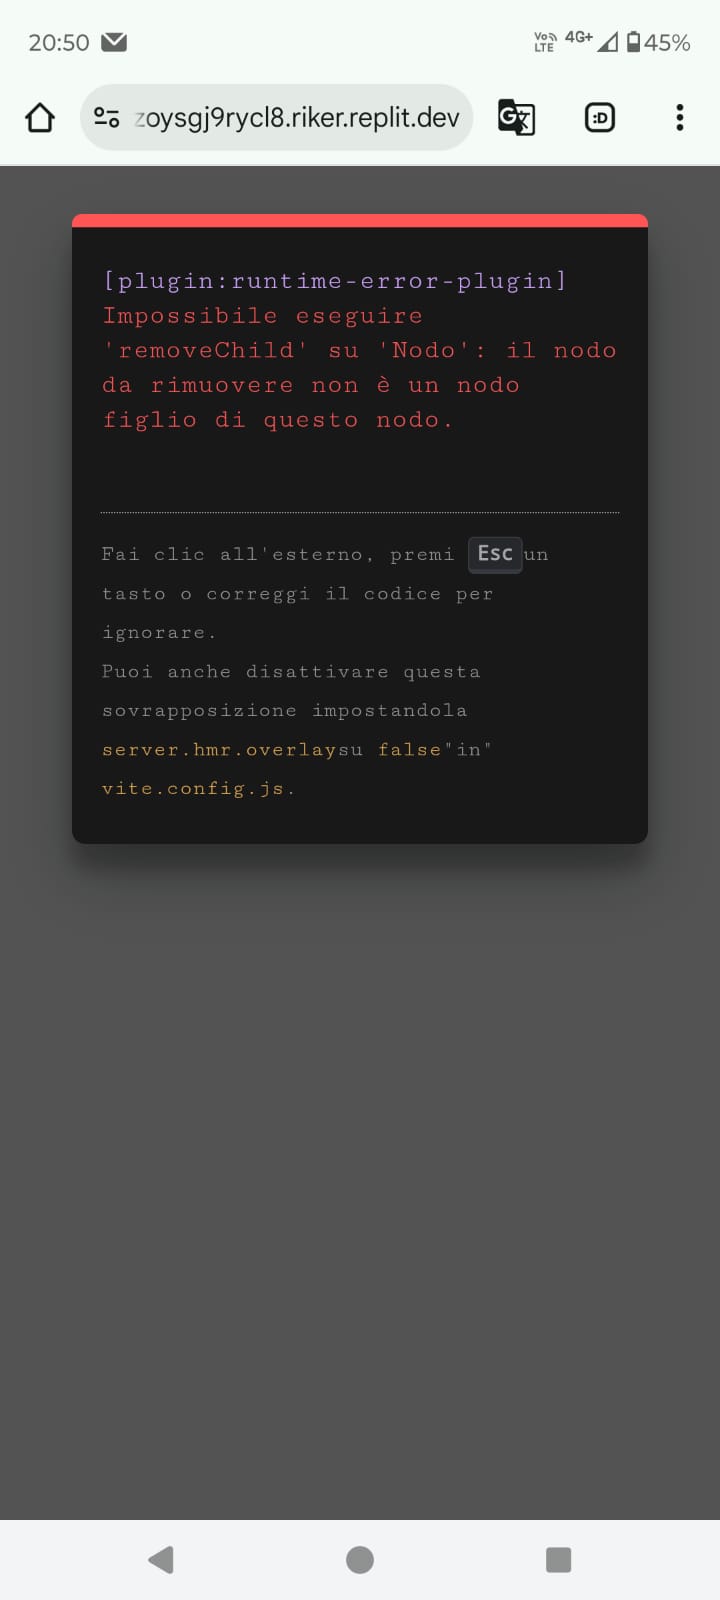 20:50
Vo LTE 4G+ 45%
zoysgj9rycl8.riker.replit.dev
:D
[plugin:runtime-error-plugin]
Impossibile eseguire
'removeChild' su 'Nodo': il nodo
da rimuovere non è un nodo
figlio di questo nodo.
Fai clic all'esterno, premi Esc un
tasto o correggi il codice per
ignorare.
Puoi anche disattivare questa
sovrapposizione impostandola
server.hmr.overlaysu false"in"
vite.config.js.